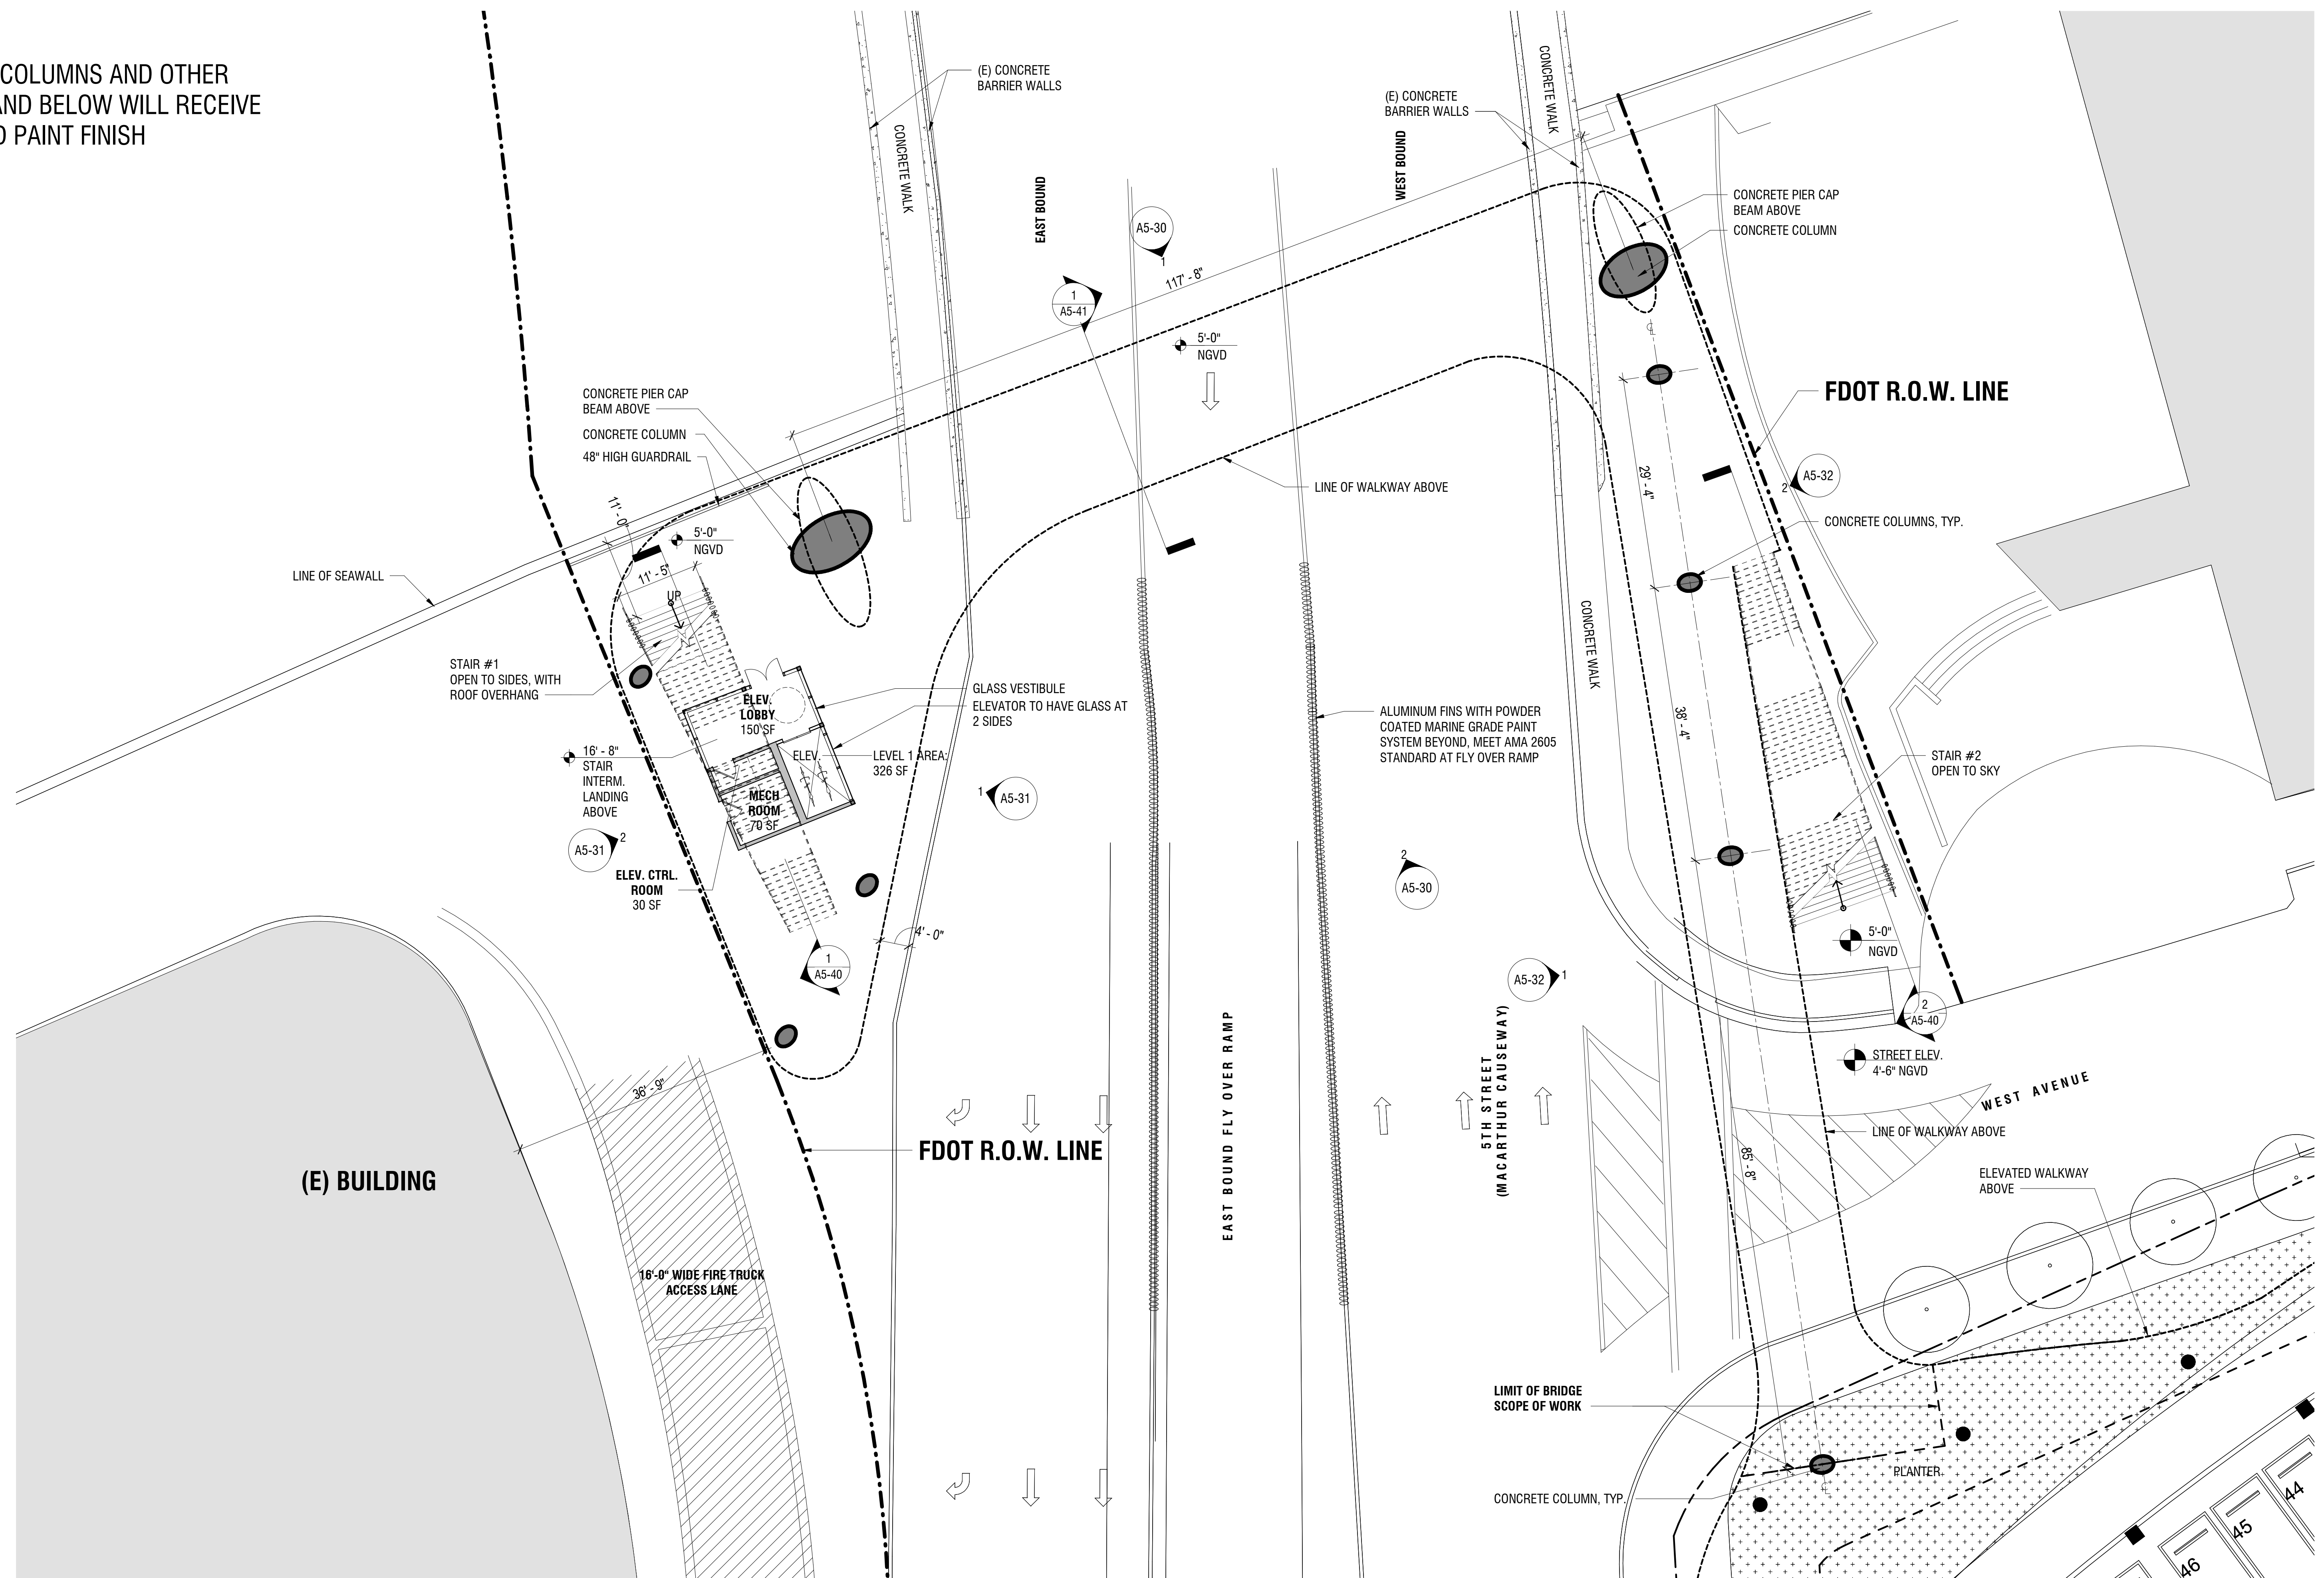 COLUMNS AND OTHER
AND BELOW WILL RECEIVE
PAINT FINISH
(E) CONCRETE
BARRIER WALLS
CONCRETE WALK
EAST BOUND
A5-30
1
1
A5-41
117' - 8"
5'-0"
NGVD
WEST BOUND
(E) CONCRETE
BARRIER WALLS
CONCRETE WALK
CONCRETE PIER CAP
BEAM ABOVE
CONCRETE COLUMN
FDOT R.O.W. LINE
29' - 4"
A5-32
2
CONCRETE COLUMNS, TYP.
LINE OF WALKWAY ABOVE
CONCRETE PIER CAP
BEAM ABOVE
CONCRETE COLUMN
48" HIGH GUARDRAIL
11' - 0"
5'-0"
NGVD
11' - 5"
UP
LINE OF SEAWALL
STAIR #1
OPEN TO SIDES, WITH
ROOF OVERHANG
ELEV.
LOBBY
150 SF
GLASS VESTIBULE
ELEVATOR TO HAVE GLASS AT
2 SIDES
ELEV.
LEVEL 1 AREA:
326 SF
16' - 8"
STAIR
INTERM.
LANDING
ABOVE
MECH
ROOM
70 SF
A5-31
2
1
A5-31
ELEV. CTRL.
ROOM
30 SF
1
A5-40
4' - 0"
ALUMINUM FINS WITH POWDER
COATED MARINE GRADE PAINT
SYSTEM BEYOND, MEET AMA 2605
STANDARD AT FLY OVER RAMP
CONCRETE WALK
38' - 4"
STAIR #2
OPEN TO SKY
2
A5-30
A5-32
1
5'-0"
NGVD
2
A5-40
STREET ELEV.
4'-6" NGVD
WEST AVENUE
LINE OF WALKWAY ABOVE
85' - 8"
ELEVATED WALKWAY
ABOVE
5TH STREET
(MACARTHUR CAUSEWAY)
EAST BOUND FLY OVER RAMP
36' - 9"
FDOT R.O.W. LINE
(E) BUILDING
16'-0" WIDE FIRE TRUCK
ACCESS LANE
LIMIT OF BRIDGE
SCOPE OF WORK
PLANTER
CONCRETE COLUMN, TYP.
44
45
46